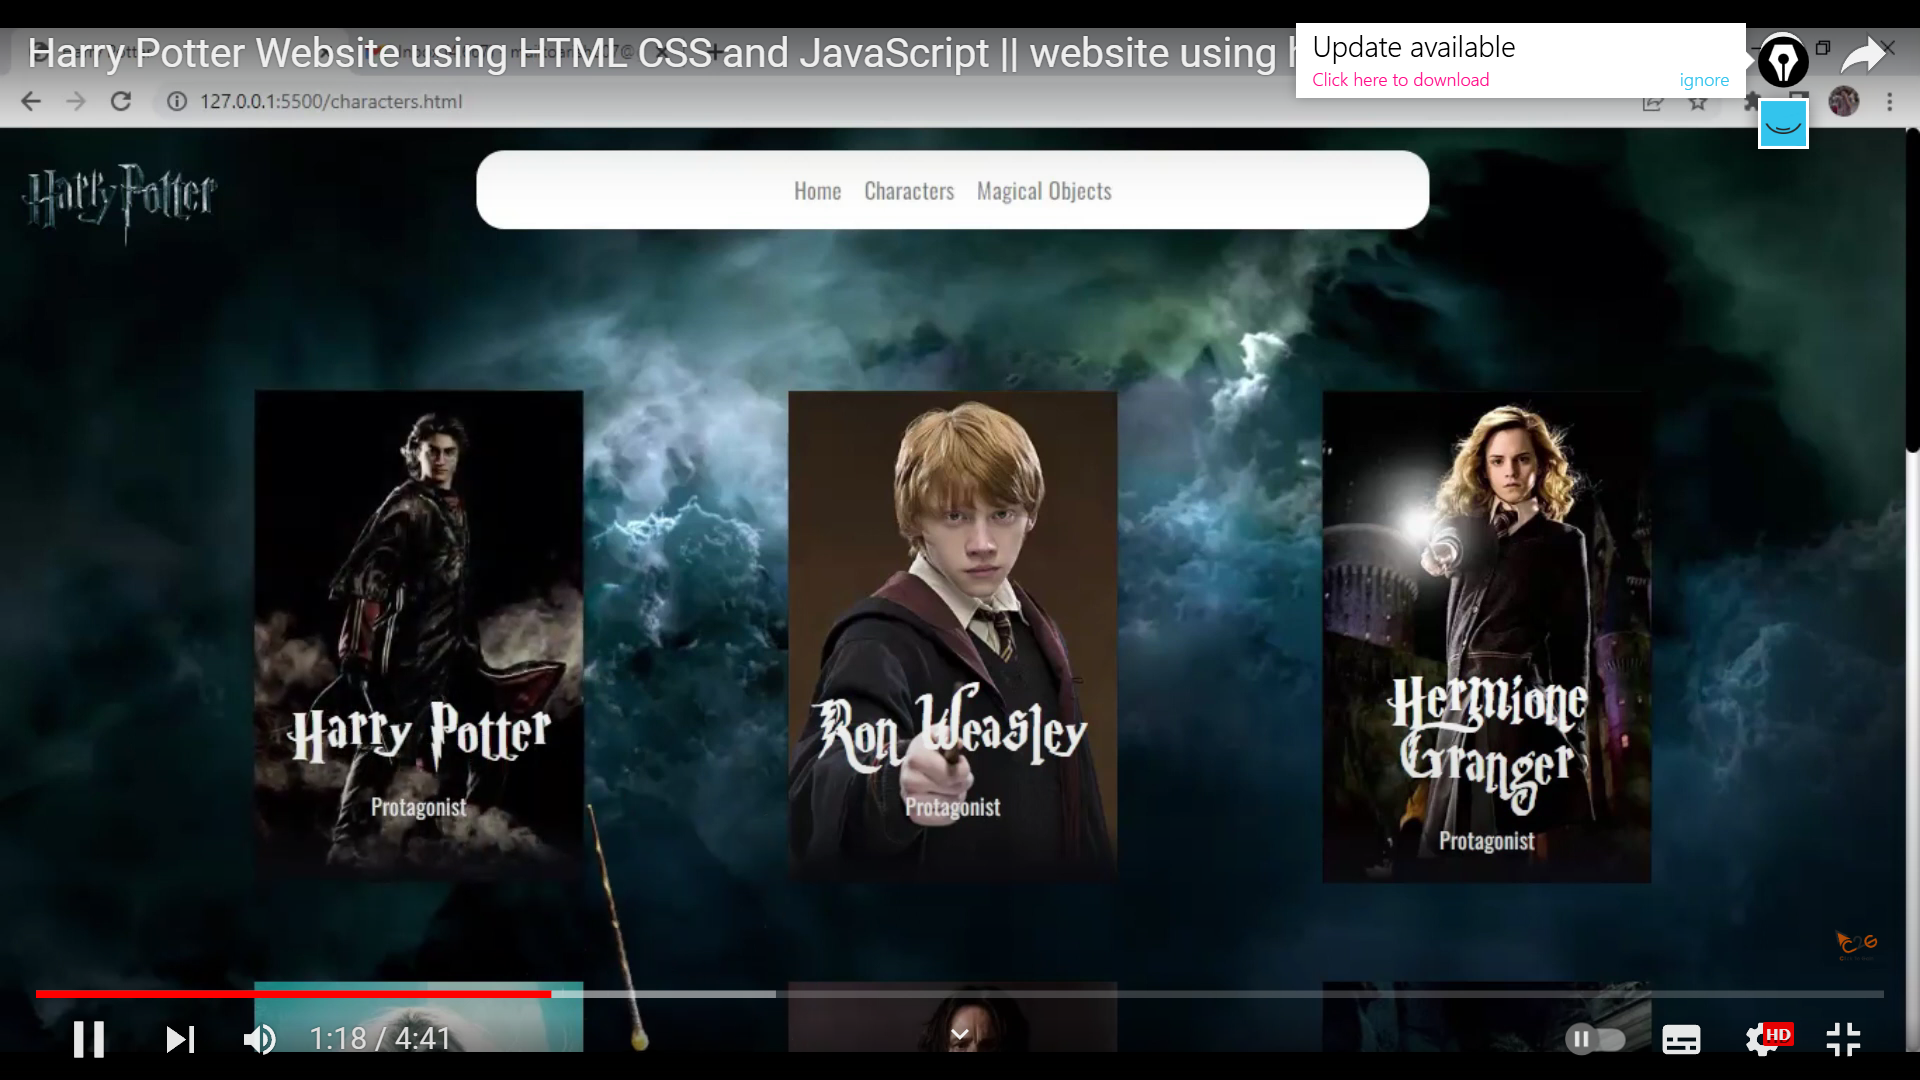 Harry Potter Website using HTML CSS and JavaScript || website using h
Update available
Click here to download
ignore
127.0.0.1:5500/characters.html
Harry Potter
Home
Characters
Magical Objects
Harry Potter
Protagonist
Ron Weasley
Protagonist
Hermione
Granger
Protagonist
C2G
1:18 / 4:41
HD